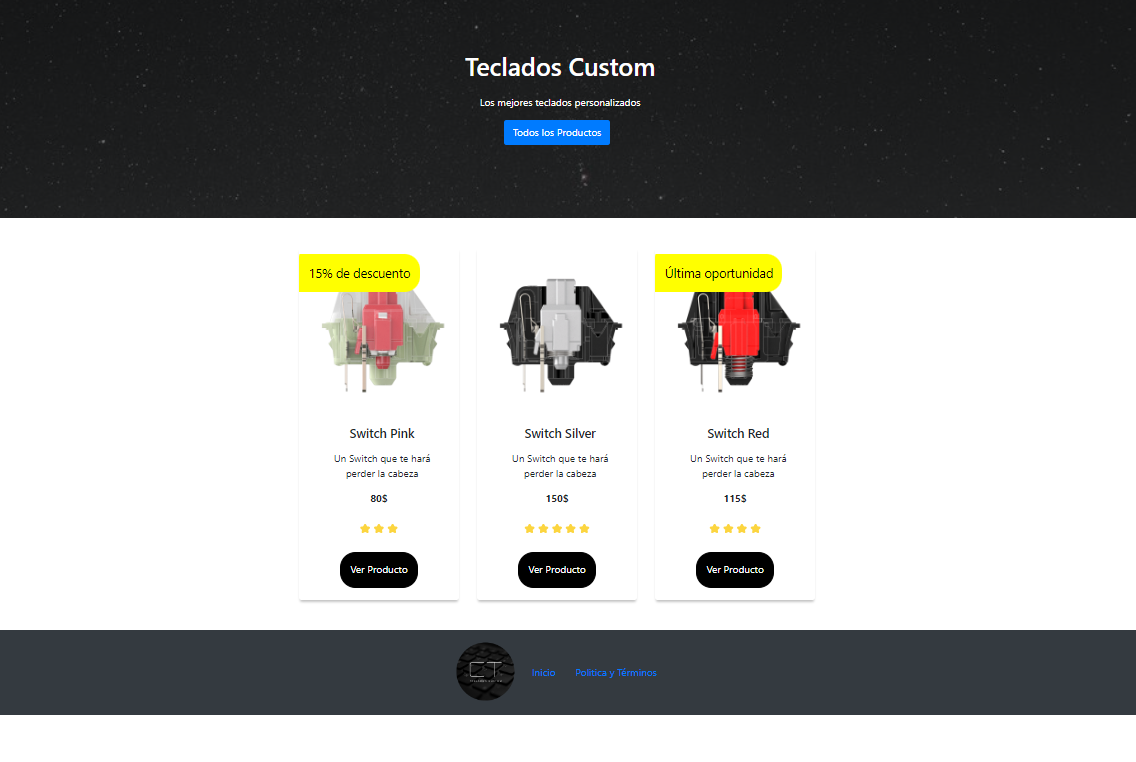 Teclados Custom
Los mejores teclados personalizados
Todos los Productos
15% de descuento
Última oportunidad
Switch Pink
Un Switch que te hará
perder la cabeza
80$
Ver Producto
Switch Silver
Un Switch que te hará
perder la cabeza
150$
Ver Producto
Switch Red
Un Switch que te hará
perder la cabeza
115$
Ver Producto
CT
Inicio
Politica y Términos